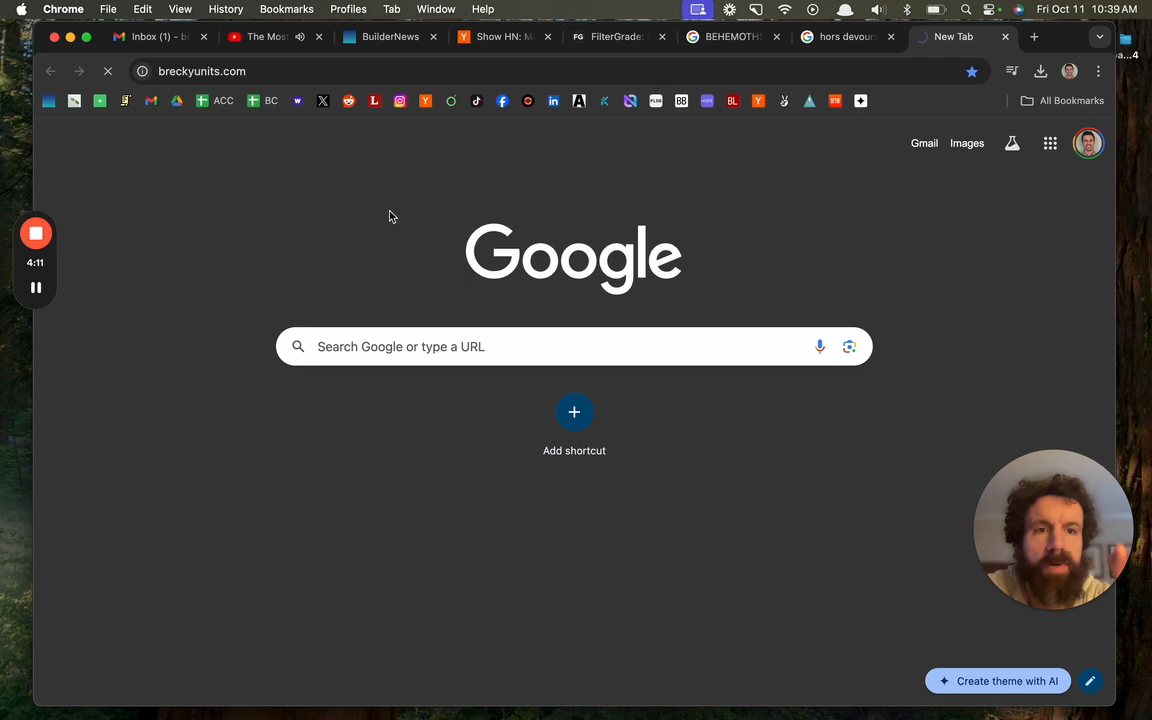 Chrome File Edit View History Bookmarks Profiles Tab Window Help Fri Oct 11 10:39 AM
Inbox (1) - b The Most BuilderNews Show HN: M FilterGrade: BEHEMOTH hors devour New Tab
a...4
breckyunits.com
ACC BC All Bookmarks
Gmail Images
Google
4:11
Search Google or type a URL
Add shortcut
Create theme with AI